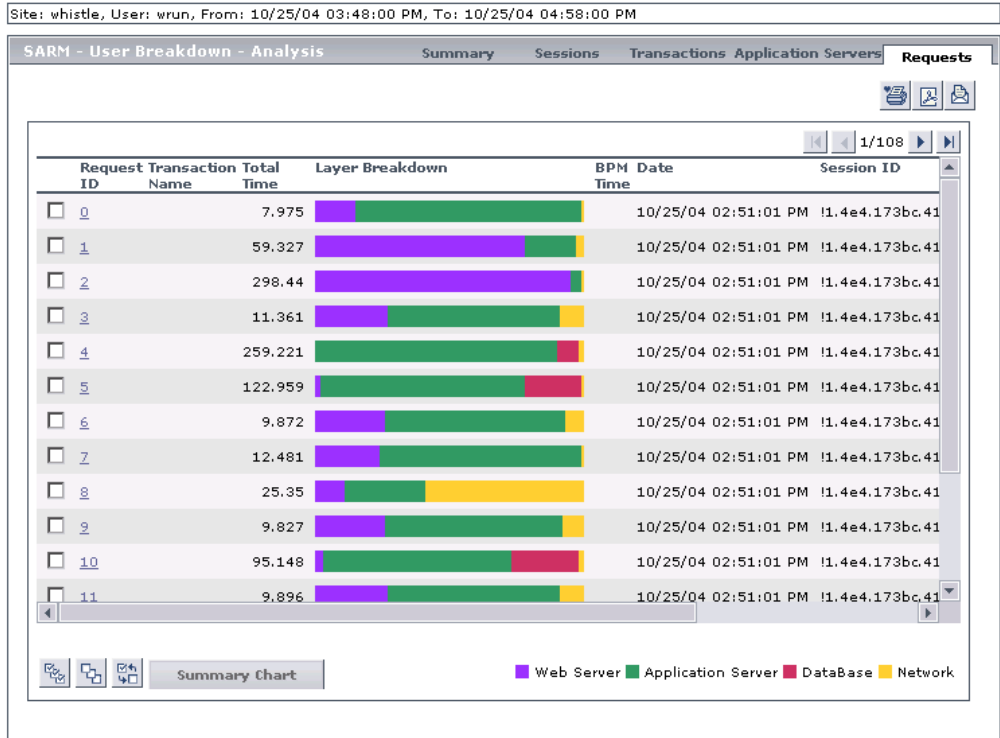 Site: whistle, User: wrun, From: 10/25/04 03:48:00 PM, To: 10/25/04 04:58:00 PM
SARM - User Breakdown - Analysis Summary Sessions Transactions Application Servers Requests
1/108
Request ID Transaction Name Total Time Layer Breakdown BPM Time Date Session ID
0 7.975 10/25/04 02:51:01 PM !1.4e4.173bc.41
1 59.327 10/25/04 02:51:01 PM !1.4e4.173bc.41
2 298.44 10/25/04 02:51:01 PM !1.4e4.173bc.41
3 11.361 10/25/04 02:51:01 PM !1.4e4.173bc.41
4 259.221 10/25/04 02:51:01 PM !1.4e4.173bc.41
5 122.959 10/25/04 02:51:01 PM !1.4e4.173bc.41
6 9.872 10/25/04 02:51:01 PM !1.4e4.173bc.41
7 12.481 10/25/04 02:51:01 PM !1.4e4.173bc.41
8 25.35 10/25/04 02:51:01 PM !1.4e4.173bc.41
9 9.827 10/25/04 02:51:01 PM !1.4e4.173bc.41
10 95.148 10/25/04 02:51:01 PM !1.4e4.173bc.41
11 9.896 10/25/04 02:51:01 PM !1.4e4.173bc.41
Summary Chart Web Server Application Server DataBase Network